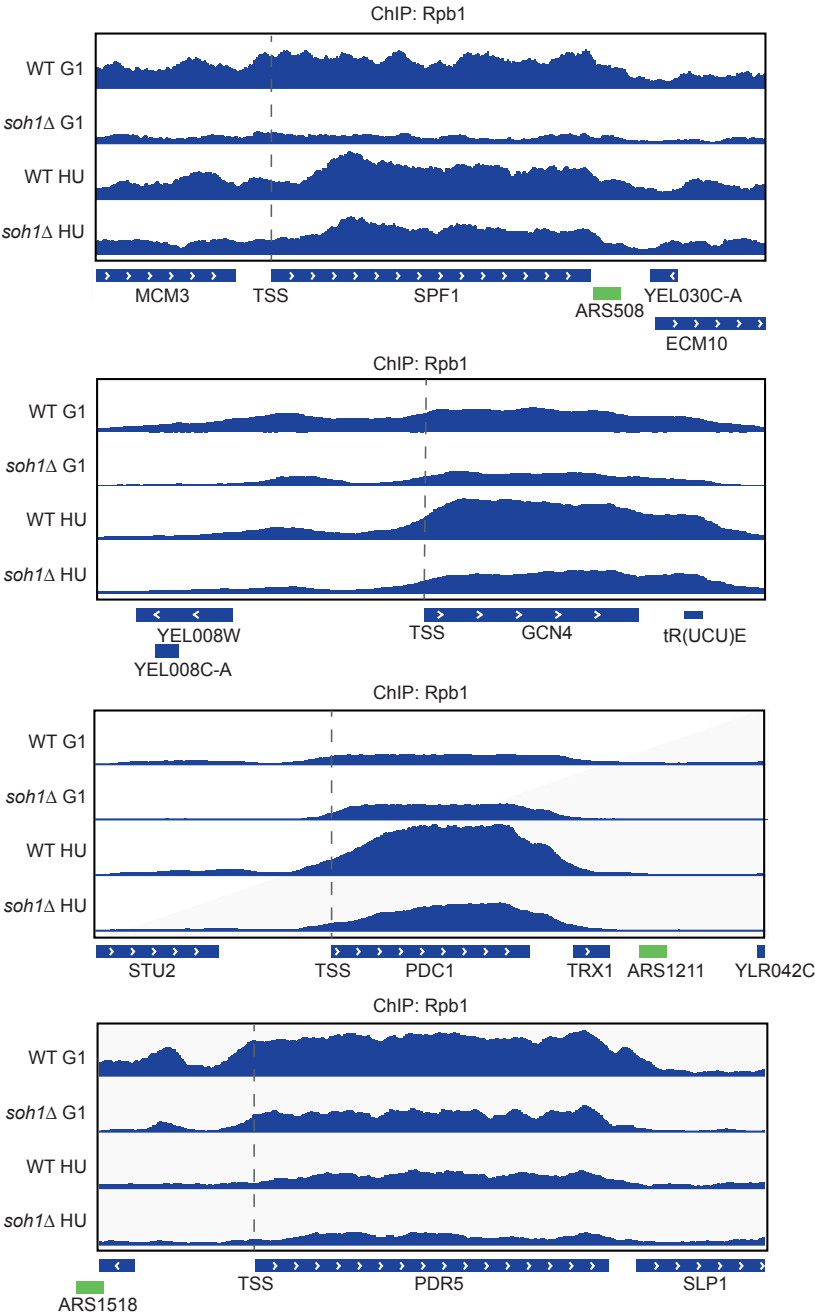 ChIP: Rpb1
WT G1
soh1Δ G1
WT HU
soh1Δ HU
MCM3 TSS SPF1 ARS508 YEL030C-A
ECM10
ChIP: Rpb1
WT G1
soh1Δ G1
WT HU
soh1Δ HU
YEL008W TSS GCN4 tR(UCU)E
YEL008C-A
ChIP: Rpb1
WT G1
soh1Δ G1
WT HU
soh1Δ HU
STU2 TSS PDC1 TRX1 ARS1211 YLR042C
ChIP: Rpb1
WT G1
soh1Δ G1
WT HU
soh1Δ HU
TSS PDR5 SLP1
ARS1518